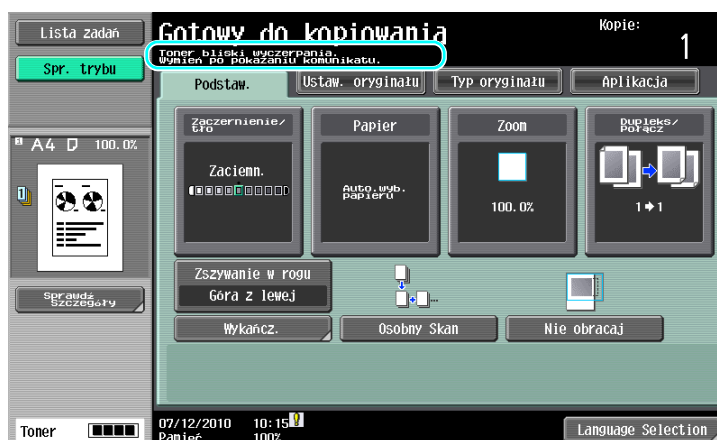 Lista zadań
Spr. trybu
Gotowy do kopiowania
Kopie:
1
Toner bliski wyczerpania.
Wymień po pokazaniu komunikatu.
Podstaw.
Ustaw. oryginału
Typ oryginału
Aplikacja
A4 100.0%
1
Sprawdź
Szczegóły
Zaczernienie/
tło
Zaciemn.
Papier
Auto.wyb.
papieru
Zoom
100.0%
Dupleks/
Połącz
1 → 1
Zszywanie w rogu
Góra z lewej
Wykańcz.
Osobny Skan
Nie obracaj
Toner
07/12/2010 10:15
Pamięć 100%
Language Selection